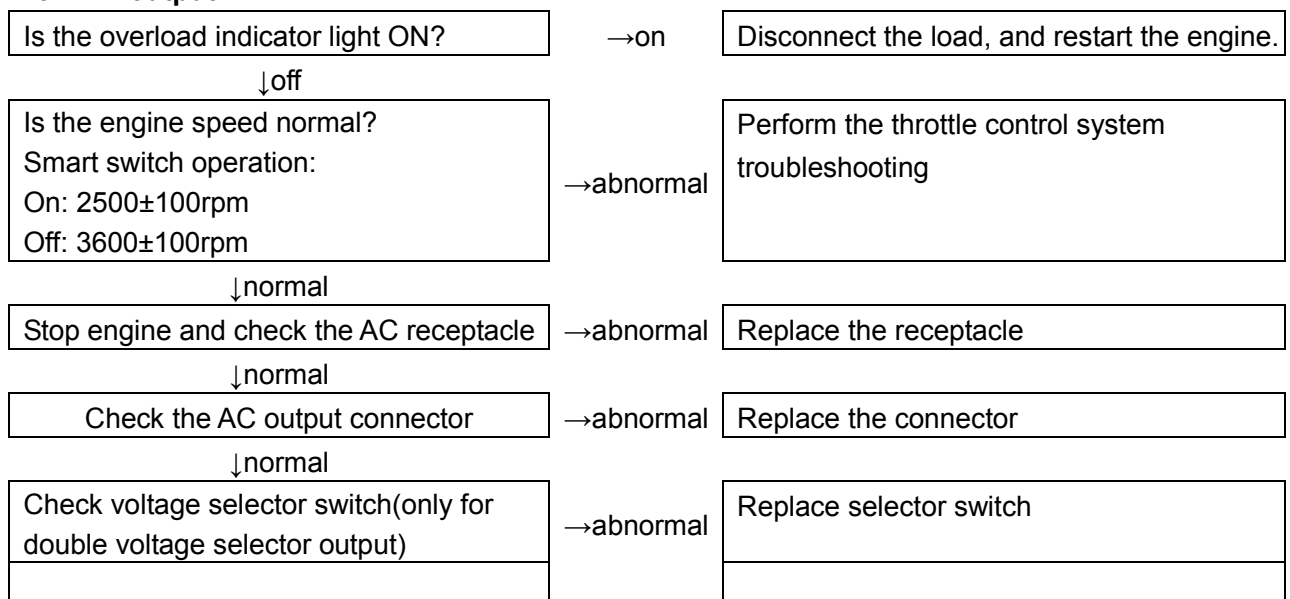 Is the overload indicator light ON? →on Disconnect the load, and restart the engine.
↓off
Is the engine speed normal? Perform the throttle control system
Smart switch operation: troubleshooting
→abnormal
On: 2500±100rpm
Off: 3600±100rpm
↓normal
Stop engine and check the AC receptacle →abnormal Replace the receptacle
↓normal
Check the AC output connector →abnormal Replace the connector
↓normal
Check voltage selector switch(only for →abnormal Replace selector switch
double voltage selector output)